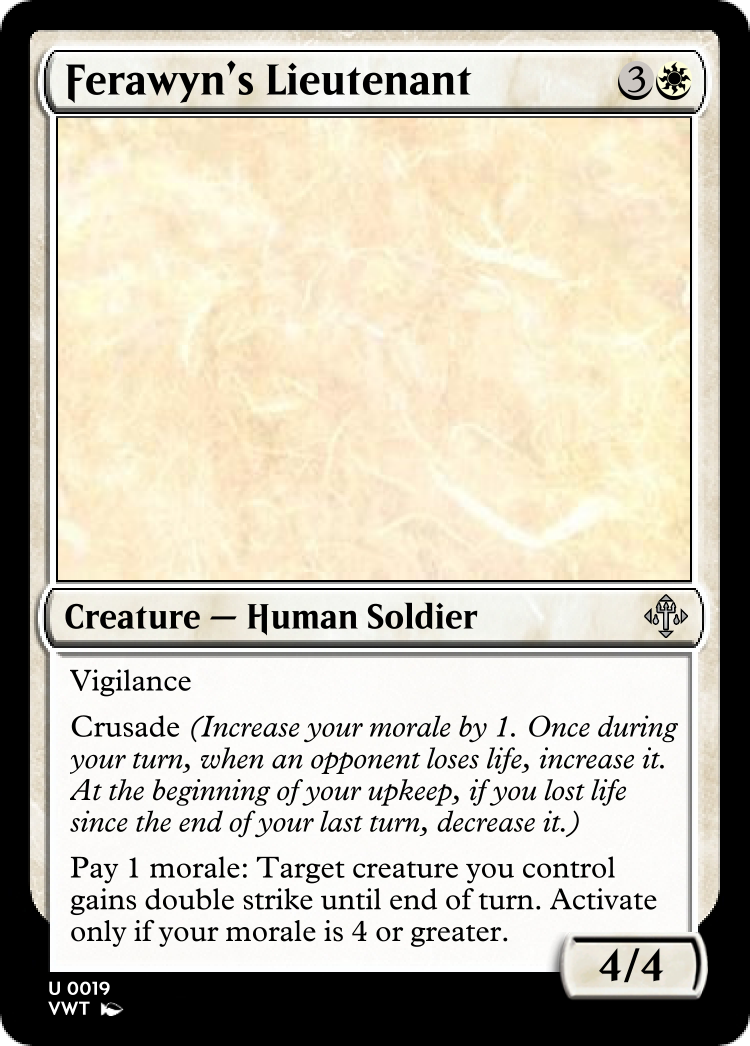 Ferawyn's Lieutenant 3
Creature — Human Soldier
Vigilance
Crusade (Increase your morale by 1. Once during
your turn, when an opponent loses life, increase it.
At the beginning of your upkeep, if you lost life
since the end of your last turn, decrease it.)
Pay 1 morale: Target creature you control
gains double strike until end of turn. Activate
only if your morale is 4 or greater.
4/4
U 0019
VWT